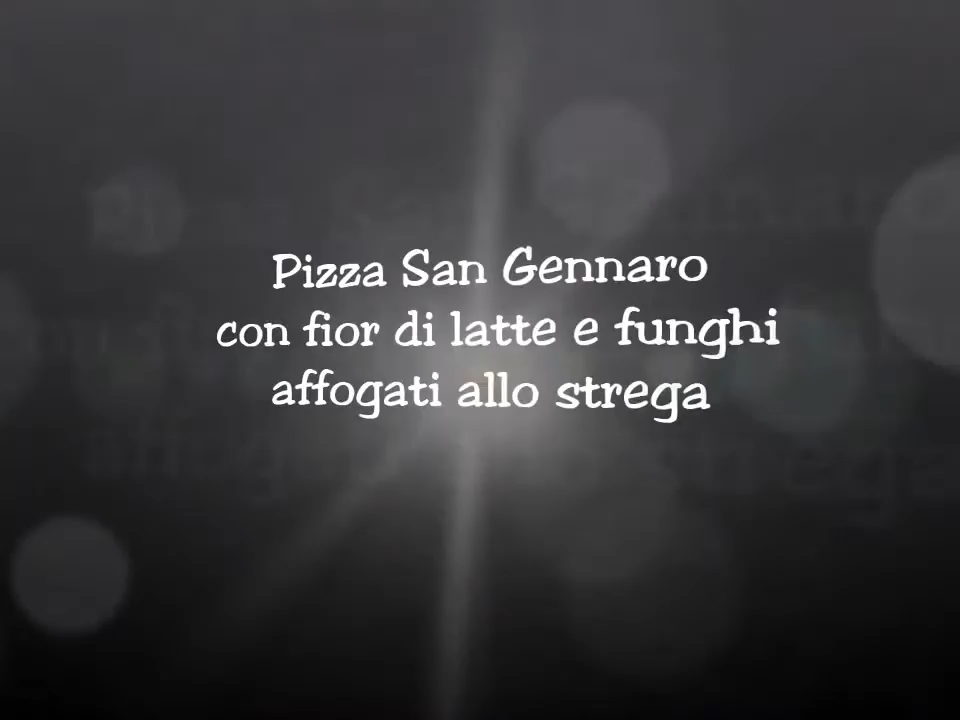 Pizza San Gennaro
con fior di latte e funghi
affogati allo strega